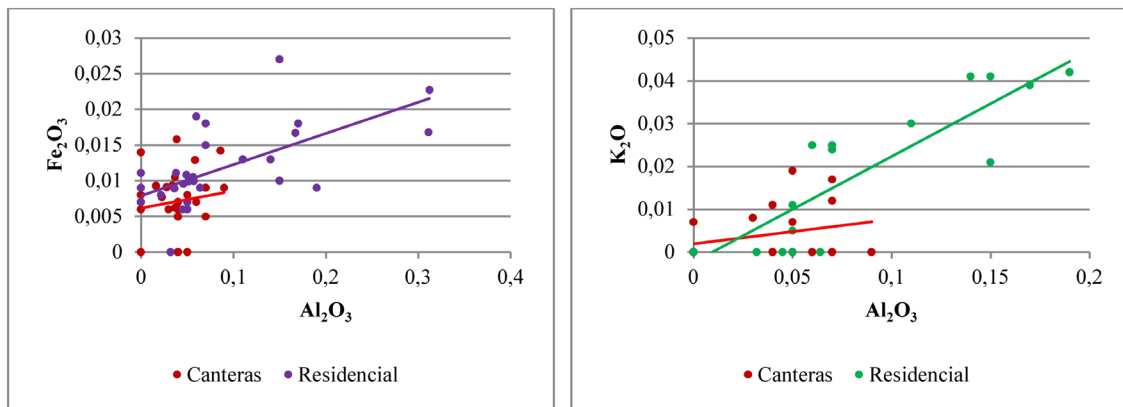 0,03
0,025
0,02
0,015
0,01
0,005
0
Fe₂O₃
0 0,1 0,2 0,3 0,4
Al₂O₃
Canteras Residencial
0,05
0,04
0,03
0,02
0,01
0
K₂O
0 0,05 0,1 0,15 0,2
Al₂O₃
Canteras Residencial